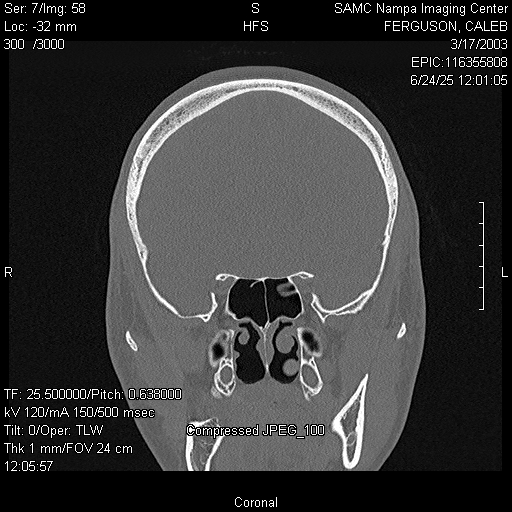 Ser: 7/Img: 58
Loc: -32 mm
300 /3000
S
HFS
SAMC Nampa Imaging Center
FERGUSON, CALEB
3/17/2003
EPIC:116355808
6/24/25 12:01:05
R
L
TF: 25.500000/Pitch: 0.638000
kV 120/mA 150/500 msec
Tilt: 0/Oper: TLW
Thk 1 mm/FOV 24 cm
12:05:57
Compressed JPEG_100
Coronal